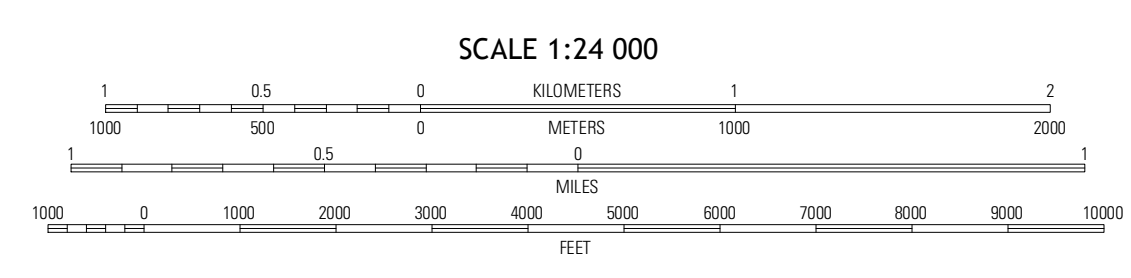 SCALE 1:24 000
1 0.5 0 KILOMETERS 1 2
1000 500 0 METERS 1000 2000
1 0.5 0 1
MILES
1000 0 1000 2000 3000 4000 5000 6000 7000 8000 9000 10000
FEET